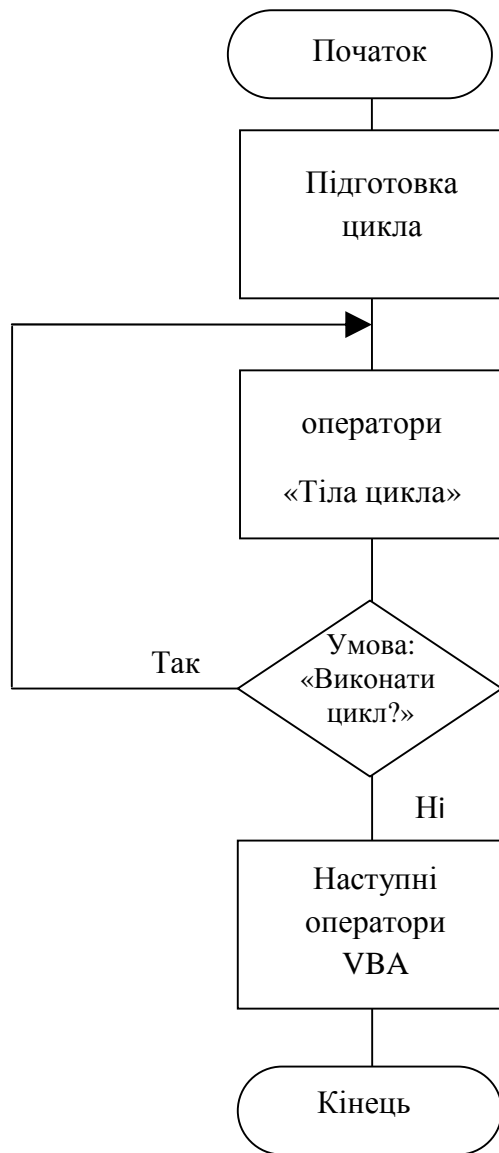 Початок
Підготовка
цикла
оператори
«Тіла цикла»
Умова:
«Виконати
цикл?»
Так
Ні
Наступні
оператори
VBA
Кінець